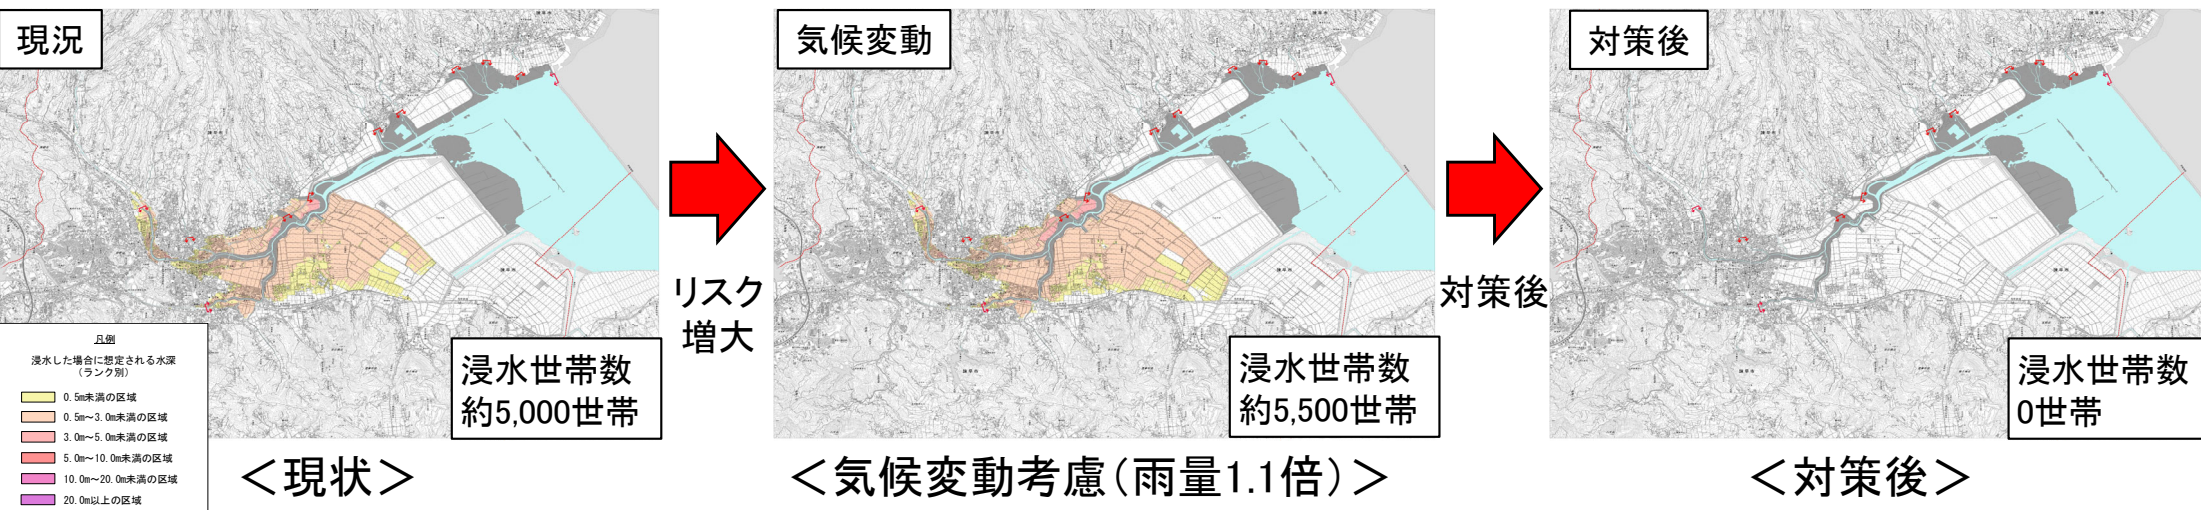 現況
気候変動
対策後
リスク
増大
対策後
浸水世帯数
約5,000世帯
浸水世帯数
約5,500世帯
浸水世帯数
0世帯
凡例
浸水した場合に想定される水深
(ランク別)
0.5m未満の区域
0.5m～3.0m未満の区域
3.0m～5.0m未満の区域
5.0m～10.0m未満の区域
10.0m～20.0m未満の区域
20.0m以上の区域
＜現状＞
＜気候変動考慮(雨量1.1倍)＞
＜対策後＞